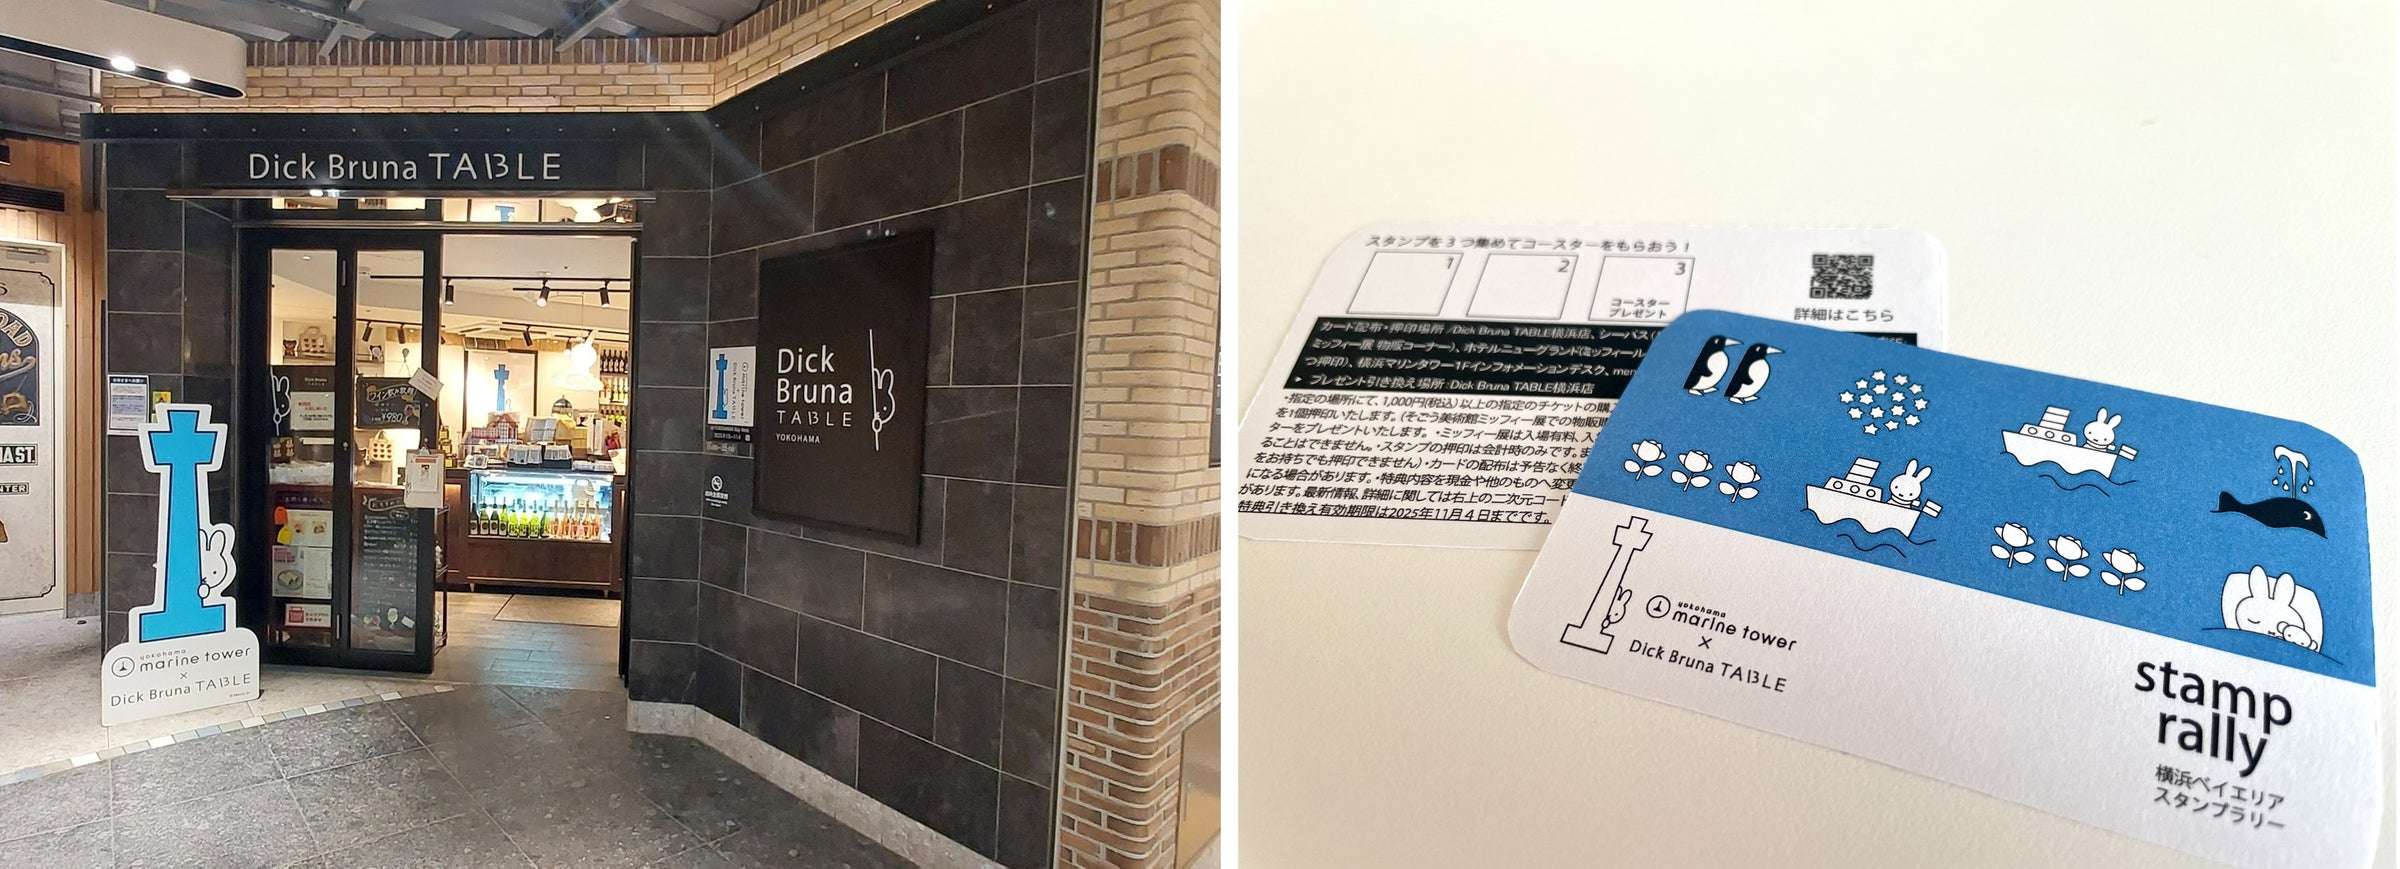 Dick Bruna TABLE
Dick
Bruna
TABLE
YOKOHAMA
ワイン飲み放題
¥980
yokohama
marine tower
×
Dick Bruna TABLE
スタンプを3つ集めてコースターをもらおう！
1
2
3
コースター
プレゼント
詳細はこちら
カード配布・押印場所/Dick Bruna TABLE横浜店、シーバス(
ミッフィー展 物販コーナー)、ホテルニューグランド(ミッフィール
つ押印)、横浜マリンタワー1Fインフォメーションデスク、mer
▶ プレゼント引き換え場所:Dick Bruna TABLE横浜店
・指定の場所にて、1,000円(税込)以上の指定のチケットの購
を1個押印いたします。(そごう美術館ミッフィー展での物販購
ターをプレゼントいたします。・ミッフィー展は入場有料、入
ることはできません。・スタンプの押印は会計時のみです。ま
をお持ちでも押印できません)・カードの配布は予告なく終
になる場合があります。・特典内容を現金や他のものへ変更
があります。最新情報、詳細に関しては右上の二次元コード
特典引き換え有効期限は2025年11月4日までです。
yokohama
marine tower
×
Dick Bruna TABLE
stamp
rally
横浜ベイエリア
スタンプラリー